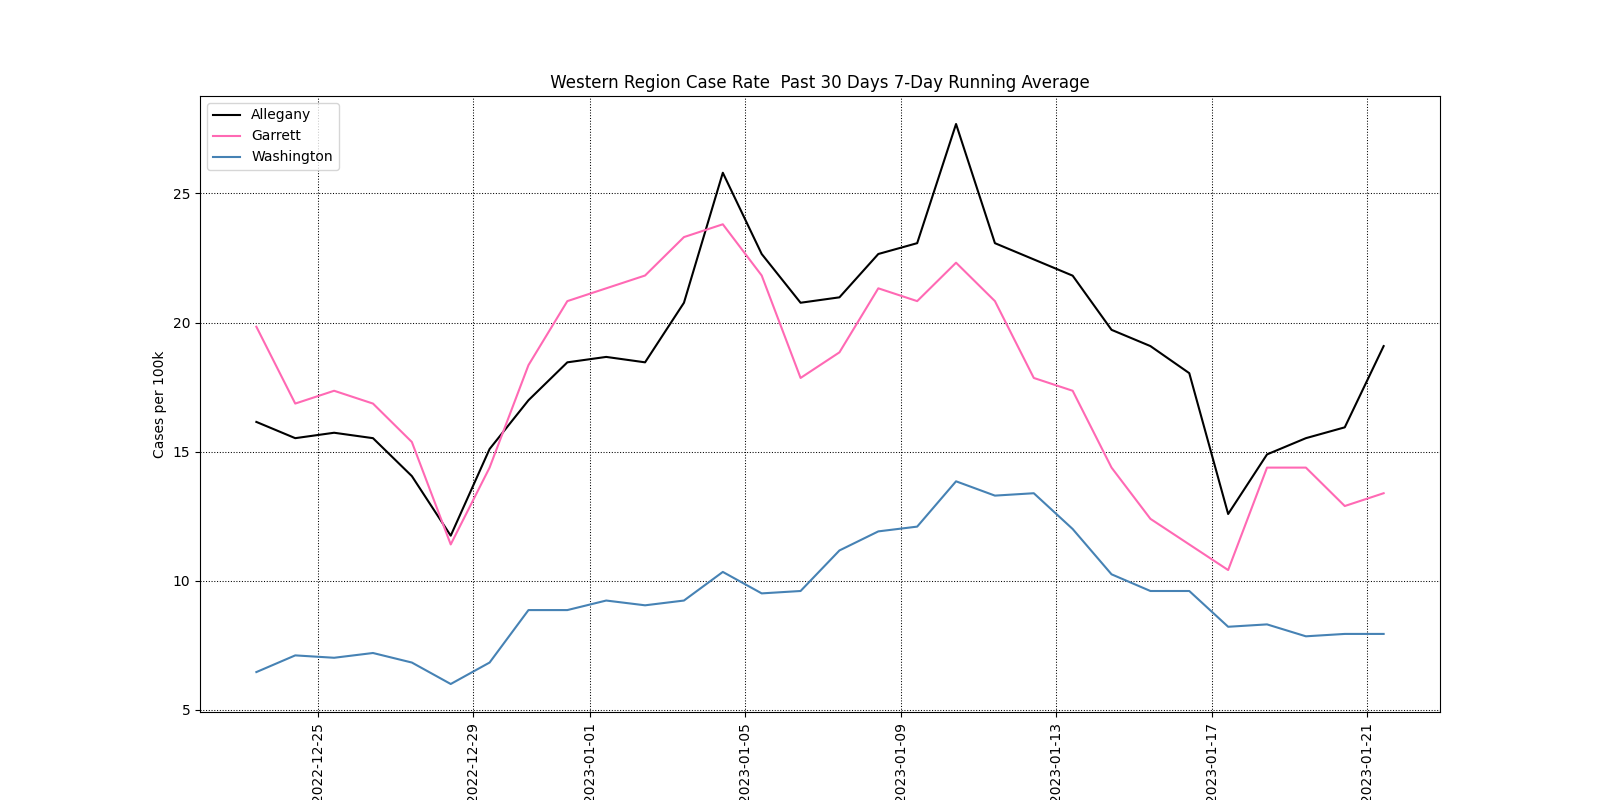 Western Region Case Rate  Past 30 Days 7-Day Running Average
Allegany
Garrett
Washington
Cases per 100k
25
20
15
10
5
2022-12-25
2022-12-29
2023-01-01
2023-01-05
2023-01-09
2023-01-13
2023-01-17
2023-01-21